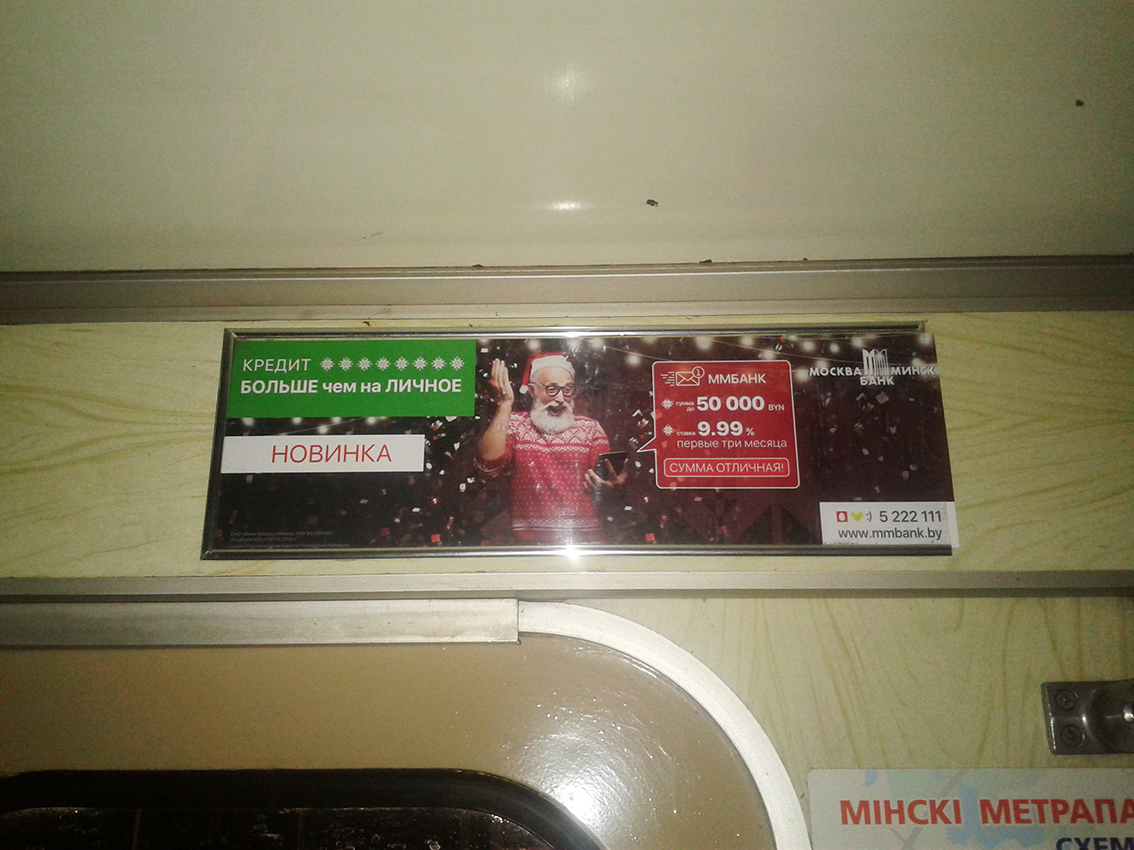 КРЕДИТ ********
БОЛЬШЕ чем на ЛИЧНОЕ
НОВИНКА
1
ММБАНК
сумма до 50 000 BYN
ставка 9.99 %
первые три месяца
СУММА ОТЛИЧНАЯ!
МОСКВА МИНСК
БАНК
:) 5 222 111
www.mmbank.by
МІНСКІ МЕТРАПА
СХЕМ